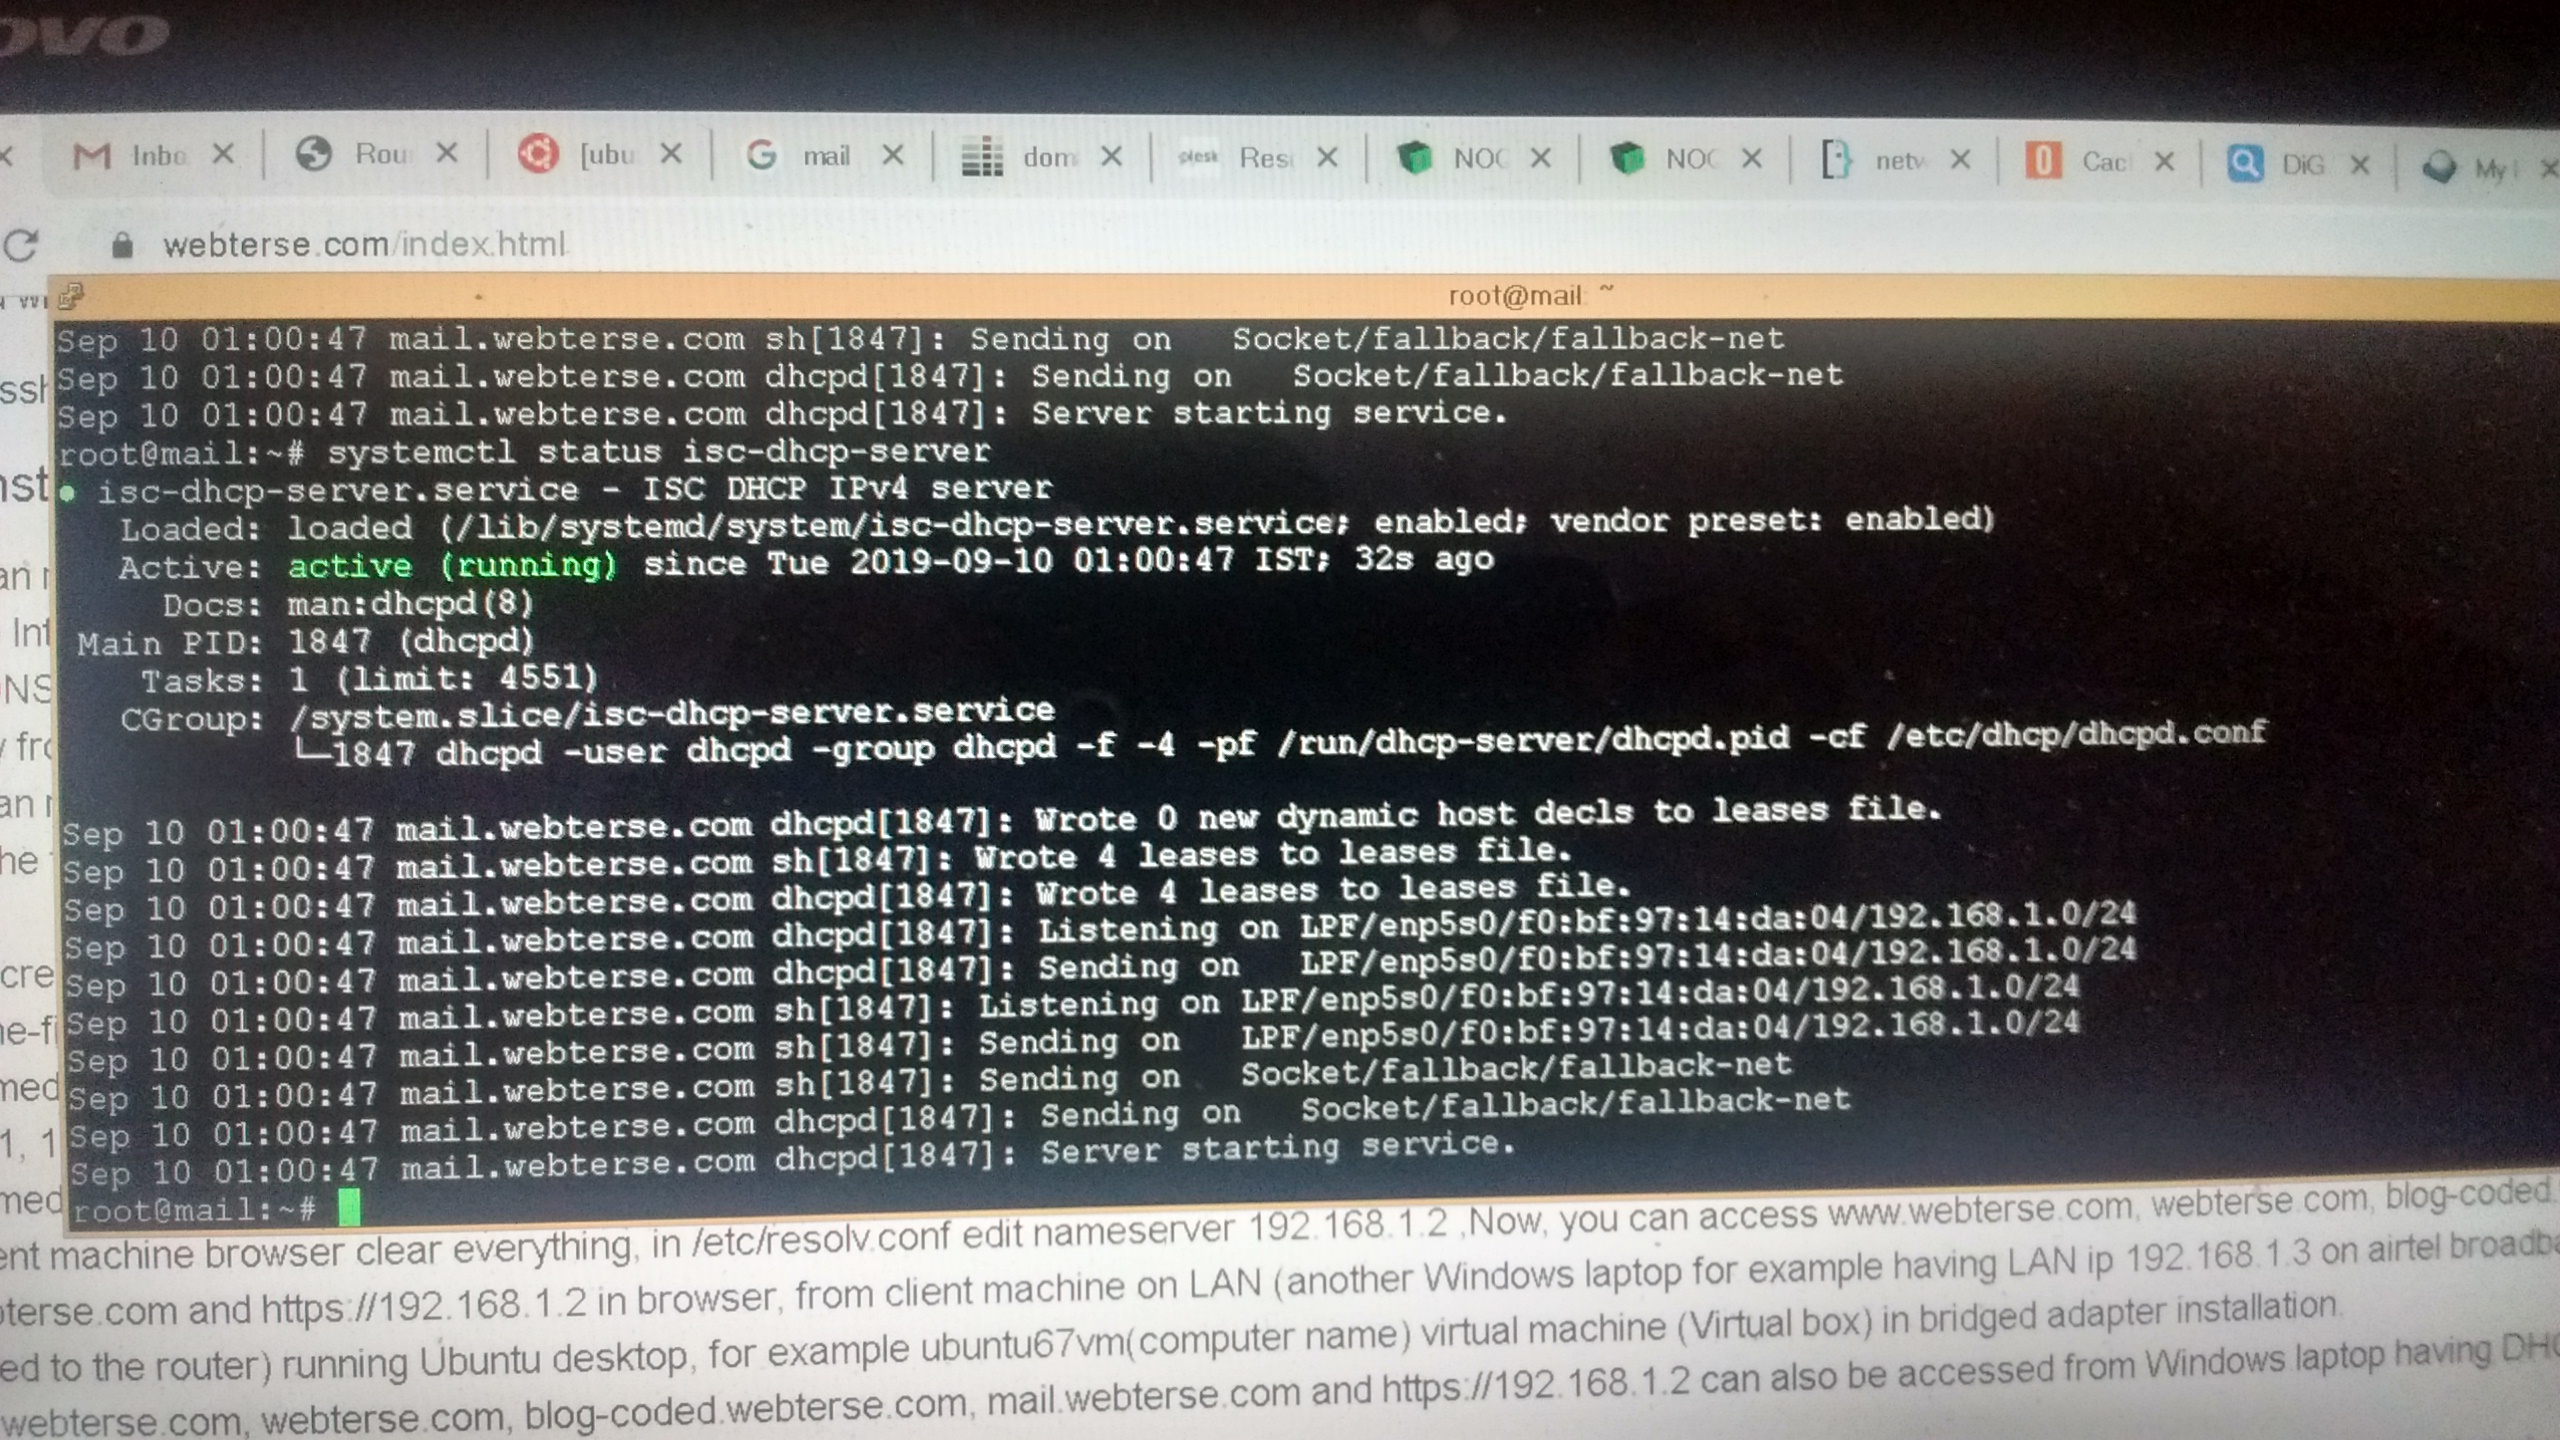 OVO
Inbo
Rou
[ubu
mail
dom
plesk
Res
NOC
NOC
netv
Cac
DiG
My
webterse.com/index.html
root@mail: ~
Sep 10 01:00:47 mail.webterse.com sh[1847]: Sending on   Socket/fallback/fallback-net
ssh
Sep 10 01:00:47 mail.webterse.com dhcpd[1847]: Sending on   Socket/fallback/fallback-net
Sep 10 01:00:47 mail.webterse.com dhcpd[1847]: Server starting service.
root@mail:~# systemctl status isc-dhcp-server
nst
● isc-dhcp-server.service - ISC DHCP IPv4 server
Loaded: loaded (/lib/systemd/system/isc-dhcp-server.service; enabled; vendor preset: enabled)
an
Active: active (running) since Tue 2019-09-10 01:00:47 IST; 32s ago
Docs: man:dhcpd(8)
Int
Main PID: 1847 (dhcpd)
NS
Tasks: 1 (limit: 4551)
CGroup: /system.slice/isc-dhcp-server.service
fro
└─1847 dhcpd -user dhcpd -group dhcpd -f -4 -pf /run/dhcp-server/dhcpd.pid -cf /etc/dhcp/dhcpd.conf
an
Sep 10 01:00:47 mail.webterse.com dhcpd[1847]: Wrote 0 new dynamic host decls to leases file.
he
Sep 10 01:00:47 mail.webterse.com sh[1847]: Wrote 4 leases to leases file.
Sep 10 01:00:47 mail.webterse.com dhcpd[1847]: Wrote 4 leases to leases file.
Sep 10 01:00:47 mail.webterse.com dhcpd[1847]: Listening on LPF/enp5s0/f0:bf:97:14:da:04/192.168.1.0/24
cre
Sep 10 01:00:47 mail.webterse.com dhcpd[1847]: Sending on   LPF/enp5s0/f0:bf:97:14:da:04/192.168.1.0/24
ne-fi
Sep 10 01:00:47 mail.webterse.com sh[1847]: Listening on LPF/enp5s0/f0:bf:97:14:da:04/192.168.1.0/24
Sep 10 01:00:47 mail.webterse.com sh[1847]: Sending on   LPF/enp5s0/f0:bf:97:14:da:04/192.168.1.0/24
med
Sep 10 01:00:47 mail.webterse.com sh[1847]: Sending on   Socket/fallback/fallback-net
1, 1
Sep 10 01:00:47 mail.webterse.com dhcpd[1847]: Sending on   Socket/fallback/fallback-net
Sep 10 01:00:47 mail.webterse.com dhcpd[1847]: Server starting service.
med
root@mail:~#
ent machine browser clear everything, in /etc/resolv.conf edit nameserver 192.168.1.2 ,Now, you can access www.webterse.com, webterse.com, blog-coded.
bterse.com and https://192.168.1.2 in browser, from client machine on LAN (another Windows laptop for example having LAN ip 192.168.1.3 on airtel broadba
ed to the router) running Ubuntu desktop, for example ubuntu67vm(computer name) virtual machine (Virtual box) in bridged adapter installation.
webterse.com, webterse.com, blog-coded.webterse.com, mail.webterse.com and https://192.168.1.2 can also be accessed from Windows laptop having DHC